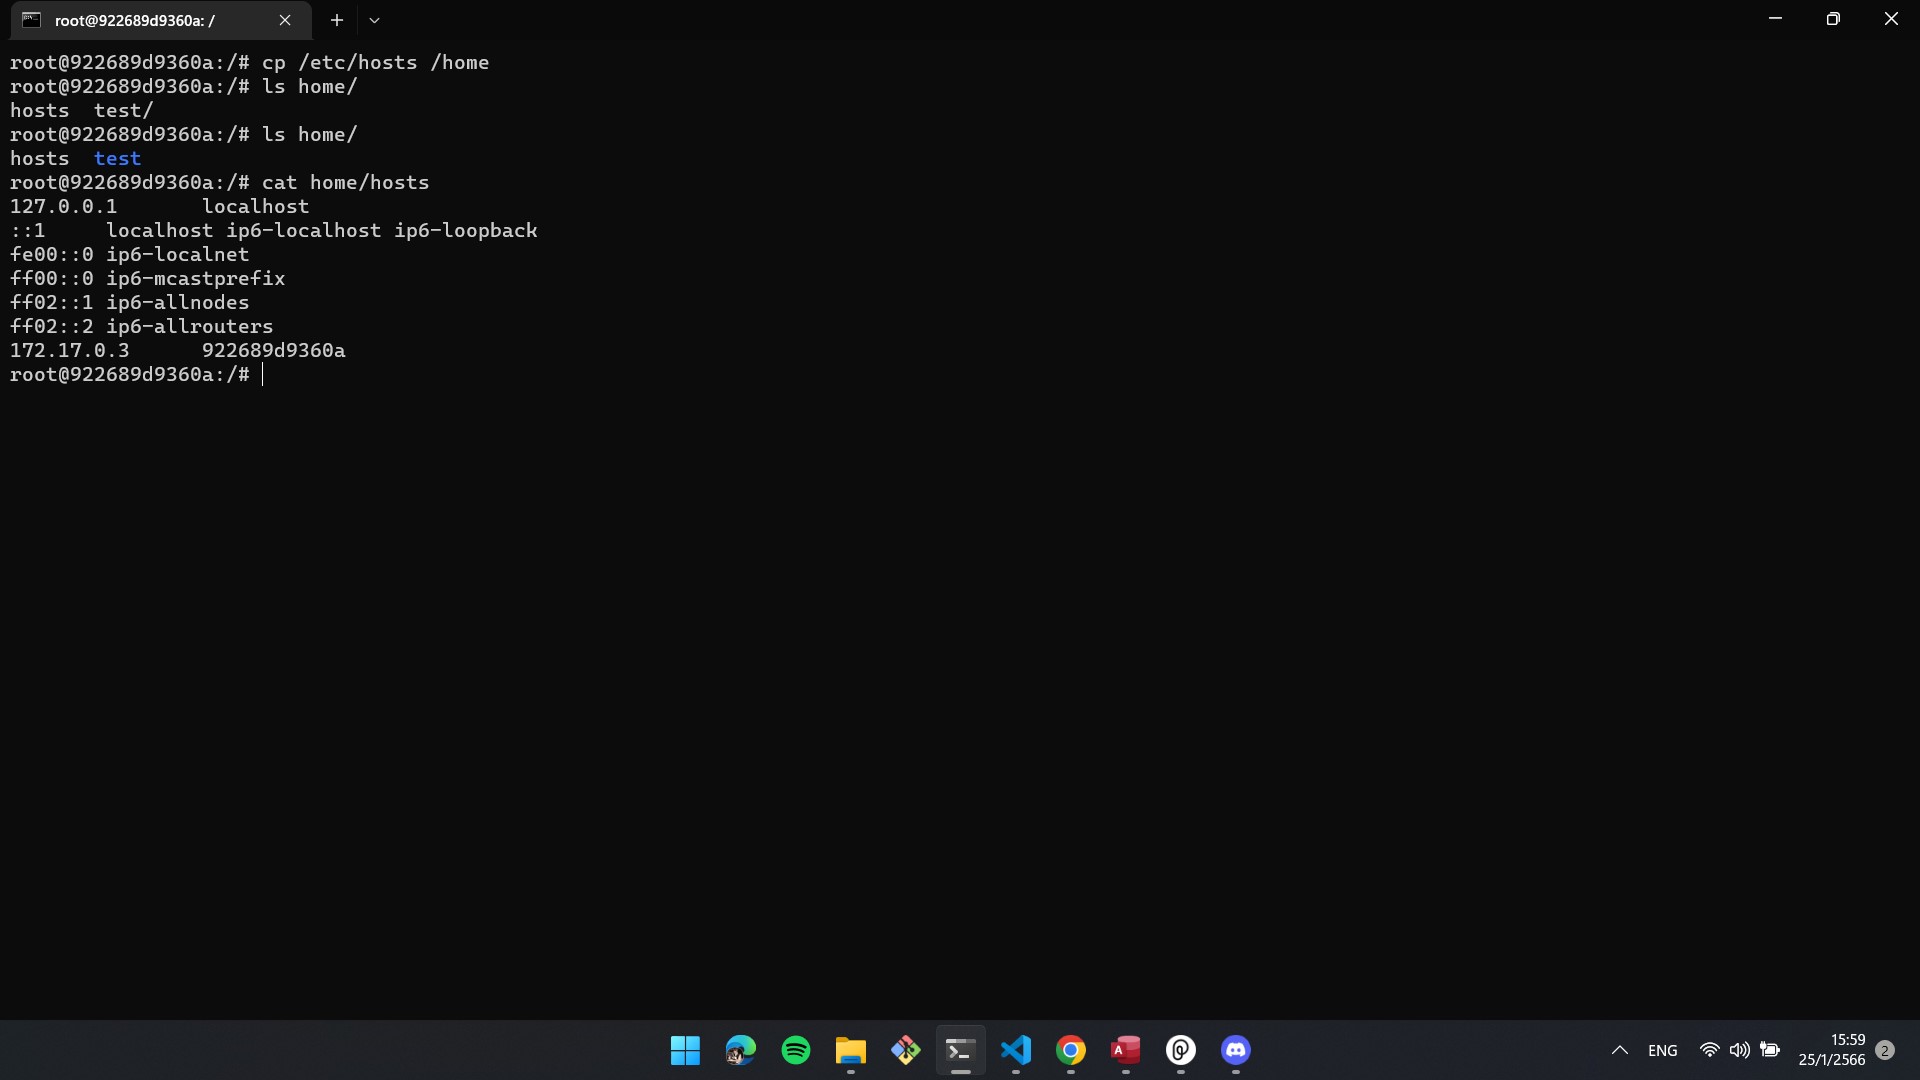 root@922689d9360a: /
root@922689d9360a:/# cp /etc/hosts /home
root@922689d9360a:/# ls home/
hosts  test/
root@922689d9360a:/# ls home/
hosts  test
root@922689d9360a:/# cat home/hosts
127.0.0.1       localhost
::1     localhost ip6-localhost ip6-loopback
fe00::0 ip6-localnet
ff00::0 ip6-mcastprefix
ff02::1 ip6-allnodes
ff02::2 ip6-allrouters
172.17.0.3      922689d9360a
root@922689d9360a:/#
A
ENG
15:59
25/1/2566
2